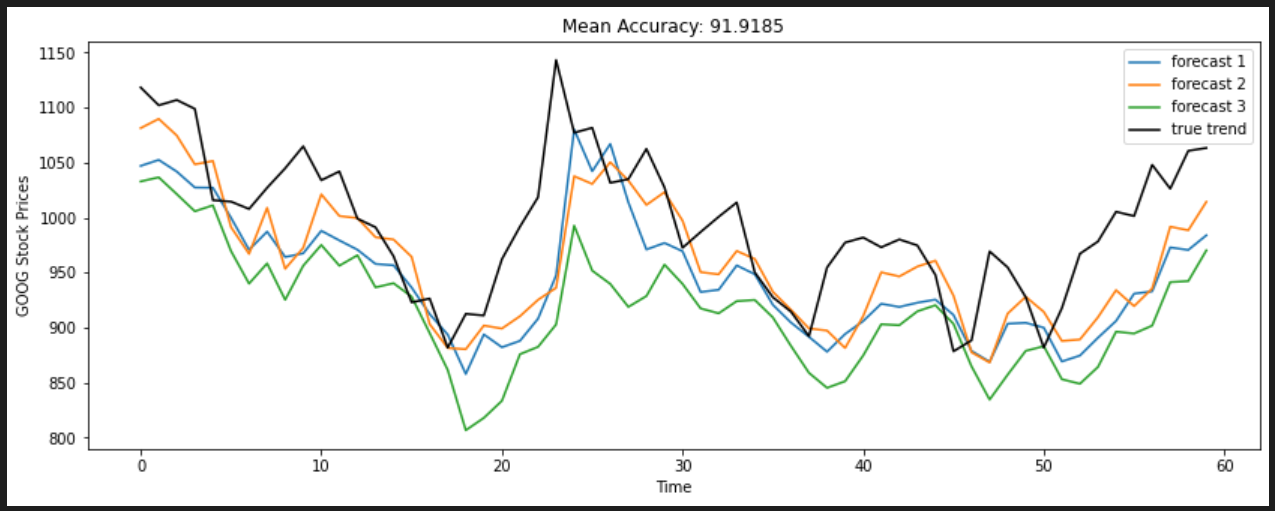 Mean Accuracy: 91.9185
1150
1100
1050
1000
950
900
850
800
GOOG Stock Prices
forecast 1
forecast 2
forecast 3
true trend
0
10
20
30
40
50
60
Time